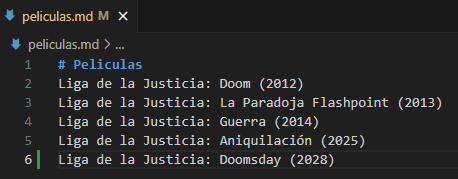 peliculas.md M ×
peliculas.md > ...
1 # Peliculas
2 Liga de la Justicia: Doom (2012)
3 Liga de la Justicia: La Paradoja Flashpoint (2013)
4 Liga de la Justicia: Guerra (2014)
5 Liga de la Justicia: Aniquilación (2025)
6 Liga de la Justicia: Doomsday (2028)